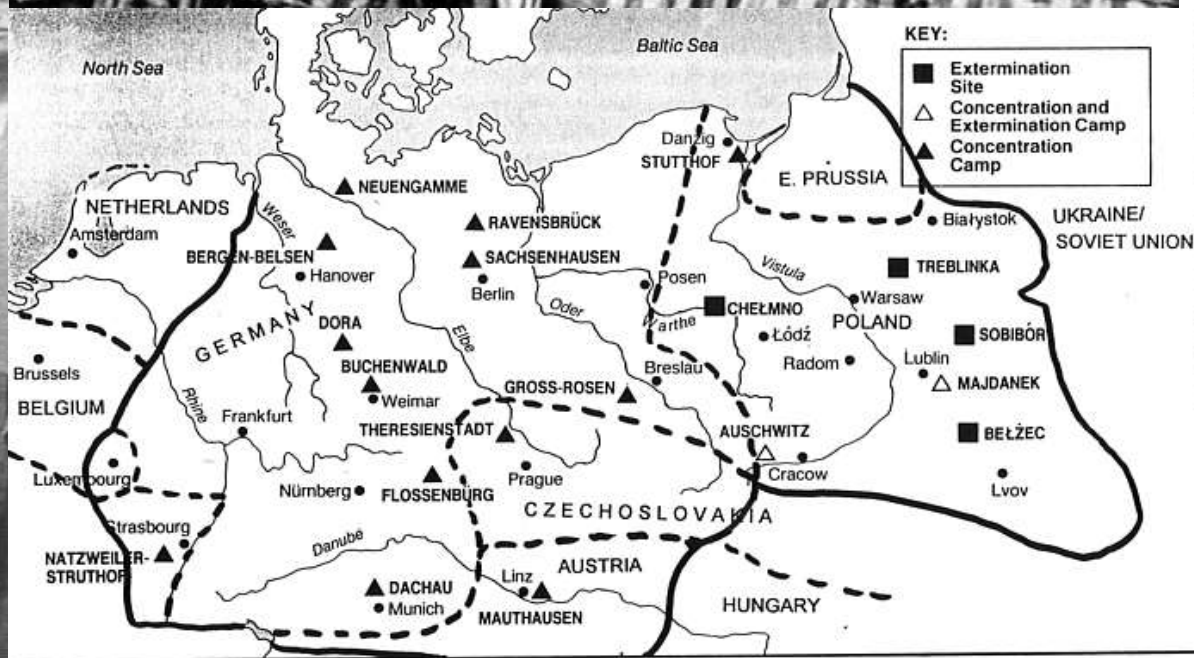 KEY:
Extermination
Site
Concentration and
Extermination Camp
Concentration
Camp
North Sea
Baltic Sea
Danzig
STUTTHOF
E. PRUSSIA
NEUENGAMME
NETHERLANDS
Amsterdam
Weser
RAVENSBRÜCK
Białystok
UKRAINE/
SOVIET UNION
BERGEN-BELSEN
Hanover
SACHSENHAUSEN
Berlin
Posen
Vistula
TREBLINKA
Warsaw
POLAND
Oder
Warthe
CHEŁMNO
Łódź
SOBIBÓR
GERMANY
DORA
Elbe
Radom
Lublin
MAJDANEK
Brussels
BELGIUM
BUCHENWALD
Weimar
Breslau
GROSS-ROSEN
Rhine
Frankfurt
THERESIENSTADT
AUSCHWITZ
Cracow
BEŁŻEC
Lvov
Luxembourg
Nürnberg
FLOSSENBÜRG
Prague
CZECHOSLOVAKIA
Strasbourg
NATZWEILER-
STRUTHOF
Danube
DACHAU
Munich
Linz
AUSTRIA
MAUTHAUSEN
HUNGARY